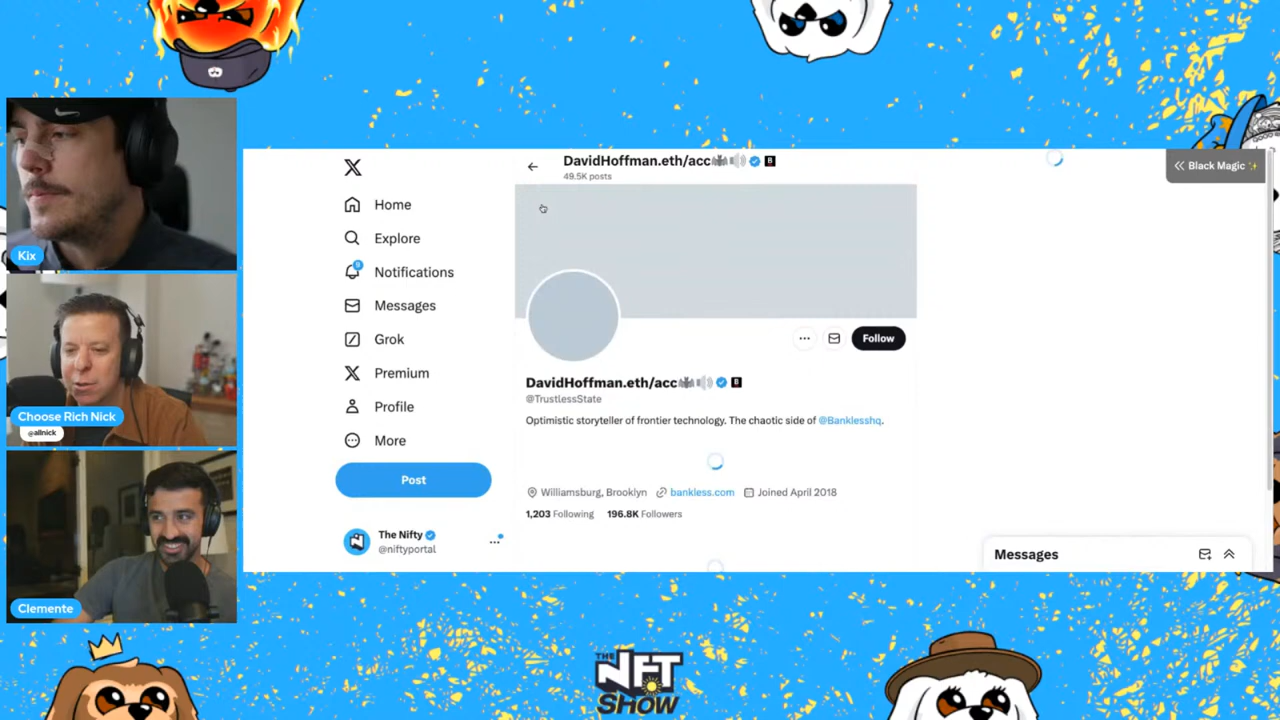 Kix
Choose Rich Nick
@allnick
Clemente
DavidHoffman.eth/acc
49.5K posts
Home
Explore
Notifications
9
Messages
Grok
Premium
Profile
More
Post
The Nifty
@niftyportal
Follow
DavidHoffman.eth/acc
@TrustlessState
Optimistic storyteller of frontier technology. The chaotic side of @Banklesshq.
Williamsburg, Brooklyn bankless.com Joined April 2018
1,203 Following 196.8K Followers
Black Magic ✨
Messages
THE
NFT
SHOW